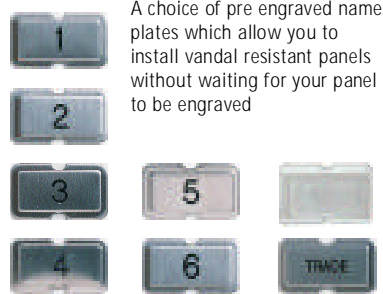 A choice of pre engraved name
plates which allow you to
install vandal resistant panels
without waiting for your panel
to be engraved
1
2
3
5
4
6
TRADE